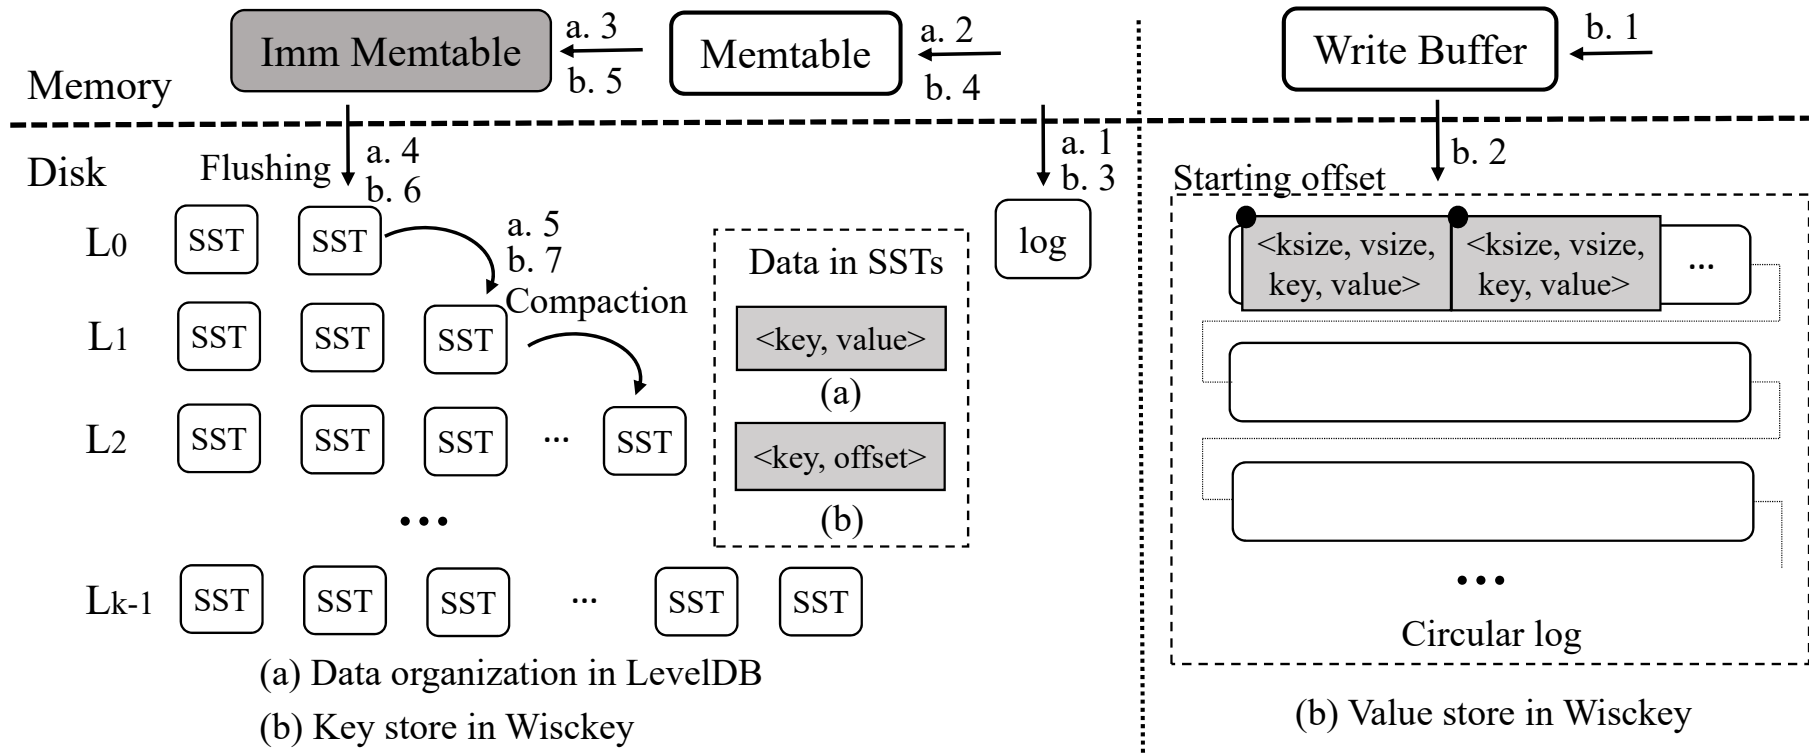 Memory
Imm Memtable
a. 3
b. 5
Memtable
a. 2
b. 4
Write Buffer
b. 1
Disk
Flushing
a. 4
b. 6
a. 1
b. 3
b. 2
L0
SST SST
a. 5
b. 7
Compaction
L1
SST SST SST
L2
SST SST SST ... SST
...
Lk-1
SST SST SST ... SST SST
Data in SSTs
<key, value>
(a)
<key, offset>
(b)
log
(a) Data organization in LevelDB
(b) Key store in Wisckey
Starting offset
<ksize, vsize,
key, value>
<ksize, vsize,
key, value>
...
...
Circular log
(b) Value store in Wisckey